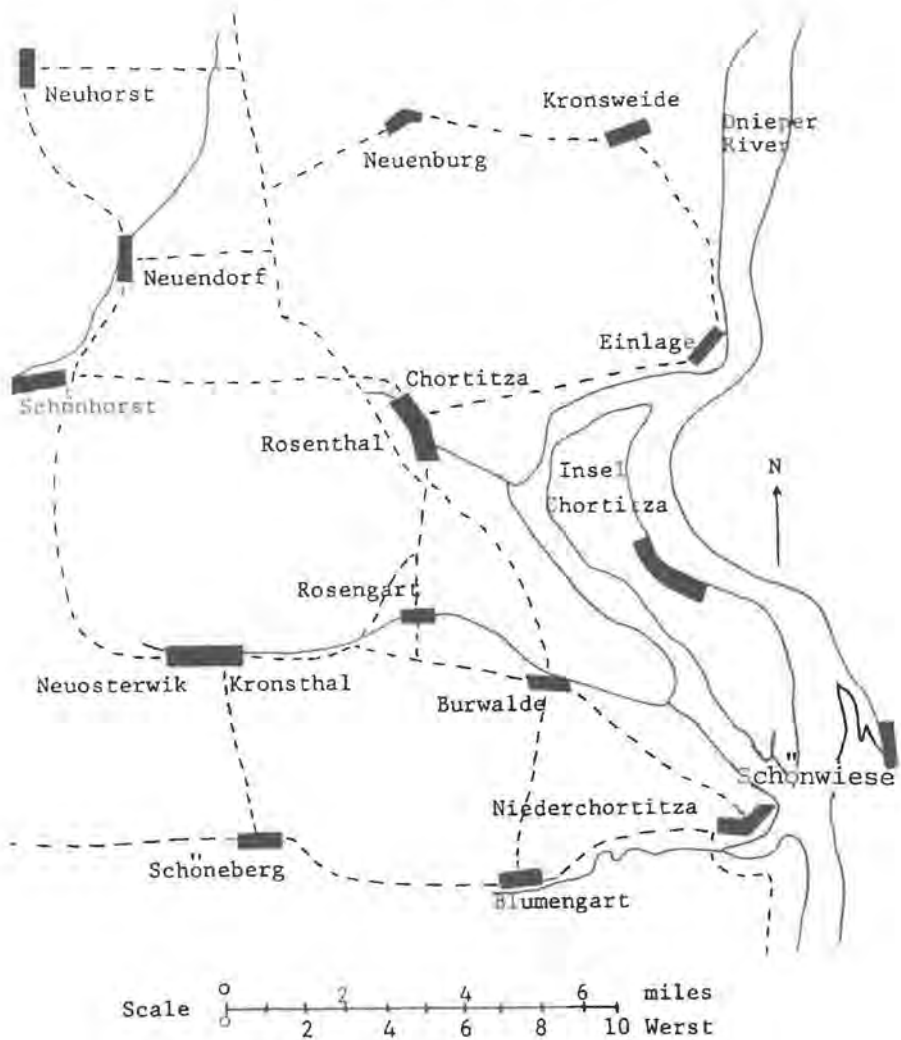 Neuhorst
Kronsweide
Neuenburg
Dnieper
River
Neuendorf
Einlage
Chortitza
Schönhorst
Rosenthal
Insel
Chortitza
N
Rosengart
Neuosterwik Kronsthal
Burwalde
Schönwiese
Niederchortitza
Schöneberg
Blumengart
0 2 4 6 miles
Scale
0 2 4 6 8 10 Werst